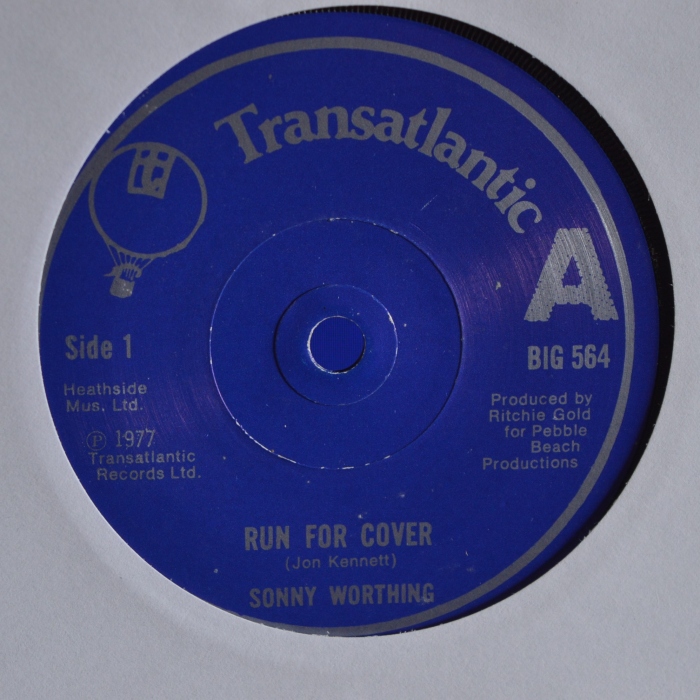 Transatlantic
A
Side 1
BIG 564
Heathside
Mus. Ltd.
℗ 1977
Transatlantic
Records Ltd.
Produced by
Ritchie Gold
for Pebble
Beach
Productions
RUN FOR COVER
(Jon Kennett)
SONNY WORTHING